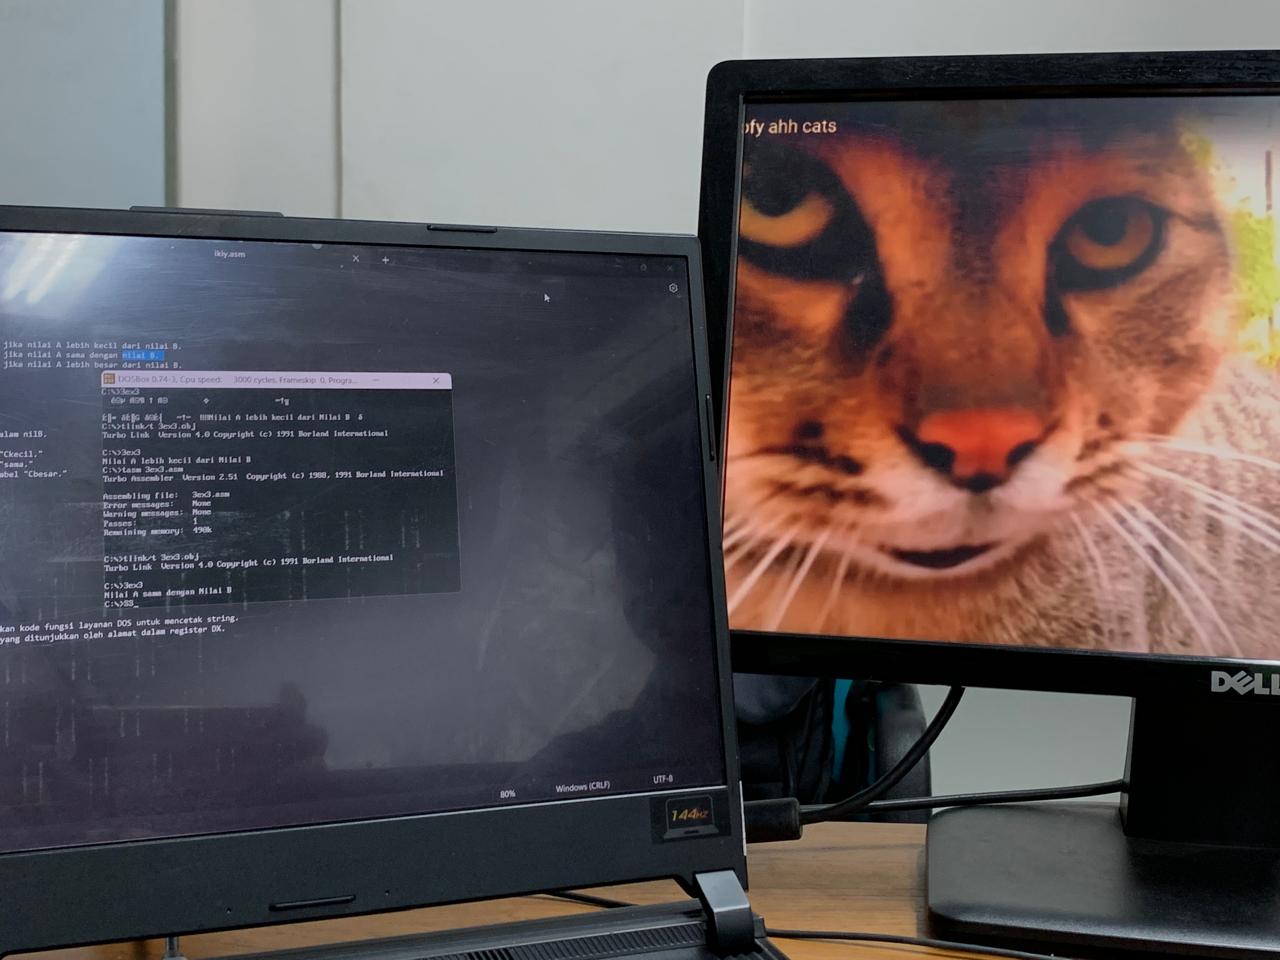 ikly.asm
jika nilai A lebih kecil dari nilai B.
jika nilai A sama dengan nilai B.
jika nilai A lebih besar dari nilai B.
DOSBox 0.74-3, Cpu speed: 3000 cycles, Frameskip 0, Progra...
C:\>3ex3
Nilai A lebih kecil dari Nilai B
C:\>tlink/t 3ex3.obj
Turbo Link Version 4.0 Copyright (c) 1991 Borland International
C:\>3ex3
Nilai A lebih kecil dari Nilai B
C:\>tasm 3ex3.asm
Turbo Assembler Version 2.51 Copyright (c) 1988, 1991 Borland International
Assembling file: 3ex3.asm
Error messages: None
Warning messages: None
Passes: 1
Remaining memory: 490k
C:\>tlink/t 3ex3.obj
Turbo Link Version 4.0 Copyright (c) 1991 Borland International
C:\>3ex3
Nilai A sama dengan Nilai B
C:\>SS_
alam nilB.
"Ckecil."
"sama."
abel "Cbesar."
kan kode fungsi layanan DOS untuk mencetak string.
yang ditunjukkan oleh alamat dalam register DX.
80%
Windows (CRLF)
UTF-8
144Hz
ofy ahh cats
DELL